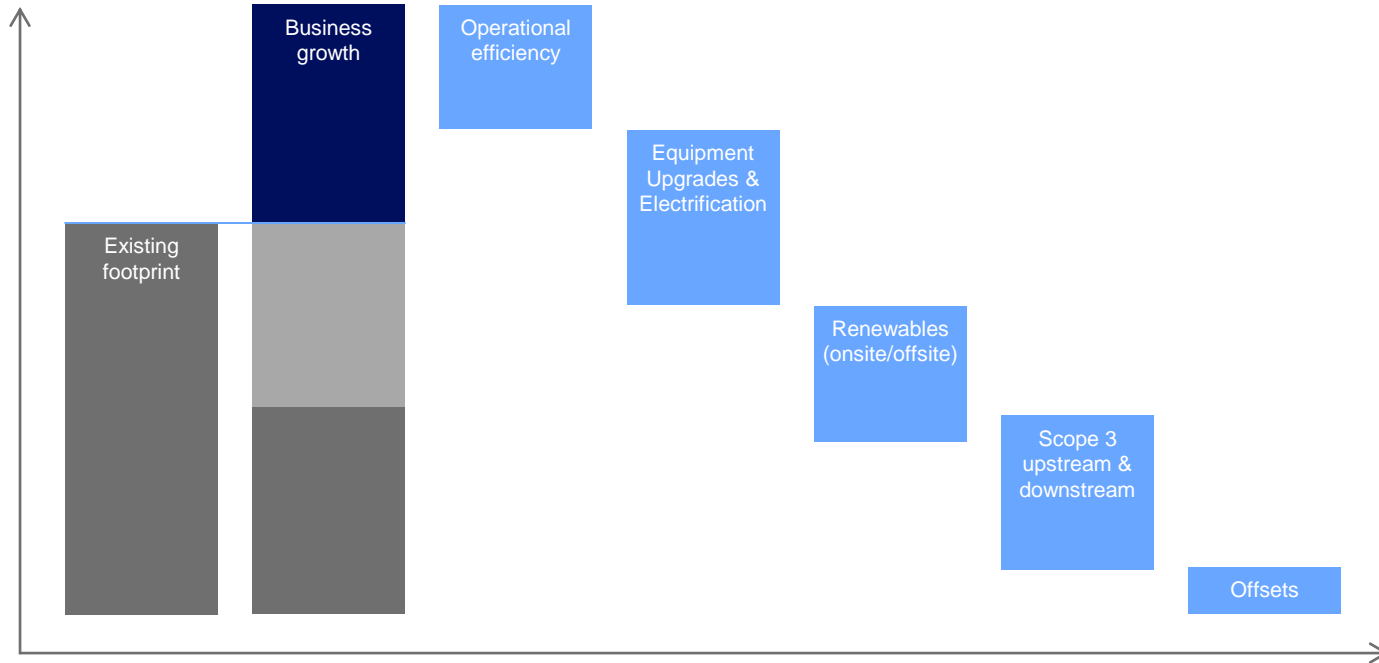 Business
growth
Operational
efficiency
Equipment
Upgrades &
Electrification
Existing
footprint
Renewables
(onsite/offsite)
Scope 3
upstream &
downstream
Offsets